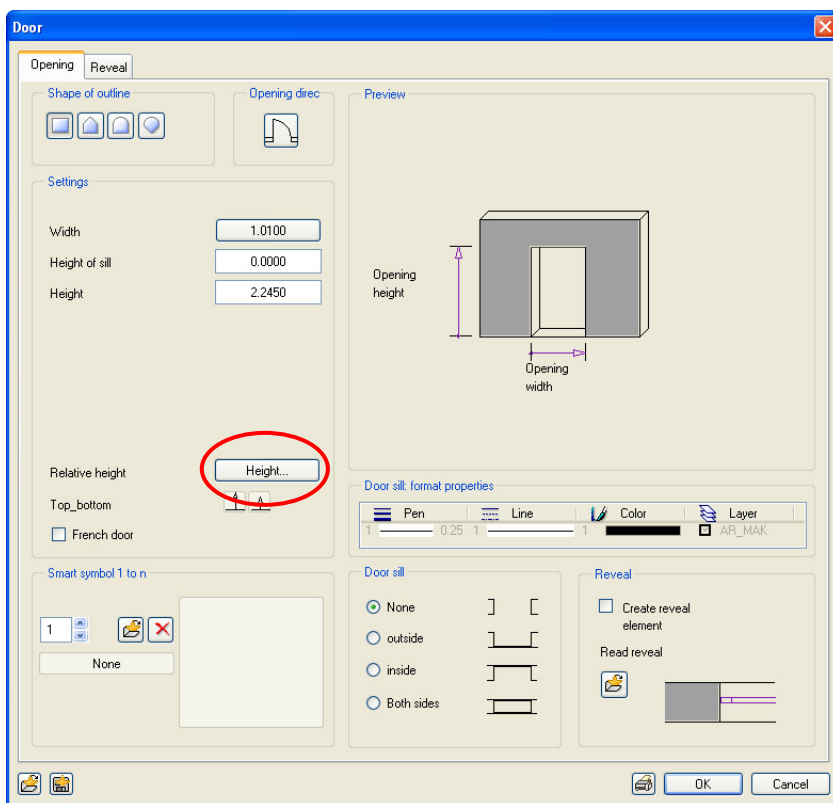 Door
Opening
Reveal
Shape of outline
Opening direc
Preview
Settings
Width
1.0100
Height of sill
0.0000
Height
2.2450
Opening
height
Opening
width
Relative height
Height...
Top_bottom
French door
Door sill: format properties
Pen
Line
Color
Layer
1
0.25
1
1
AR_MAK
Smart symbol 1 to n
1
None
Door sill
None
outside
inside
Both sides
Reveal
Create reveal
element
Read reveal
OK
Cancel